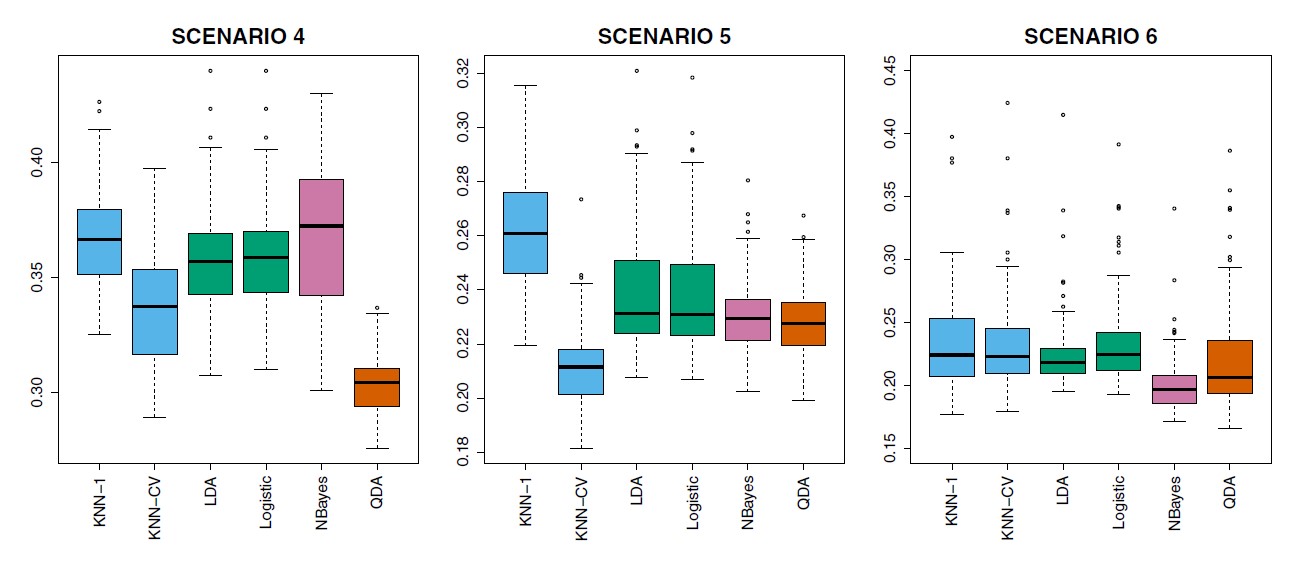 SCENARIO 4
0.40
0.35
0.30
KNN−1
KNN−CV
LDA
Logistic
NBayes
QDA
SCENARIO 5
0.32
0.30
0.28
0.26
0.24
0.22
0.20
0.18
KNN−1
KNN−CV
LDA
Logistic
NBayes
QDA
SCENARIO 6
0.45
0.40
0.35
0.30
0.25
0.20
0.15
KNN−1
KNN−CV
LDA
Logistic
NBayes
QDA